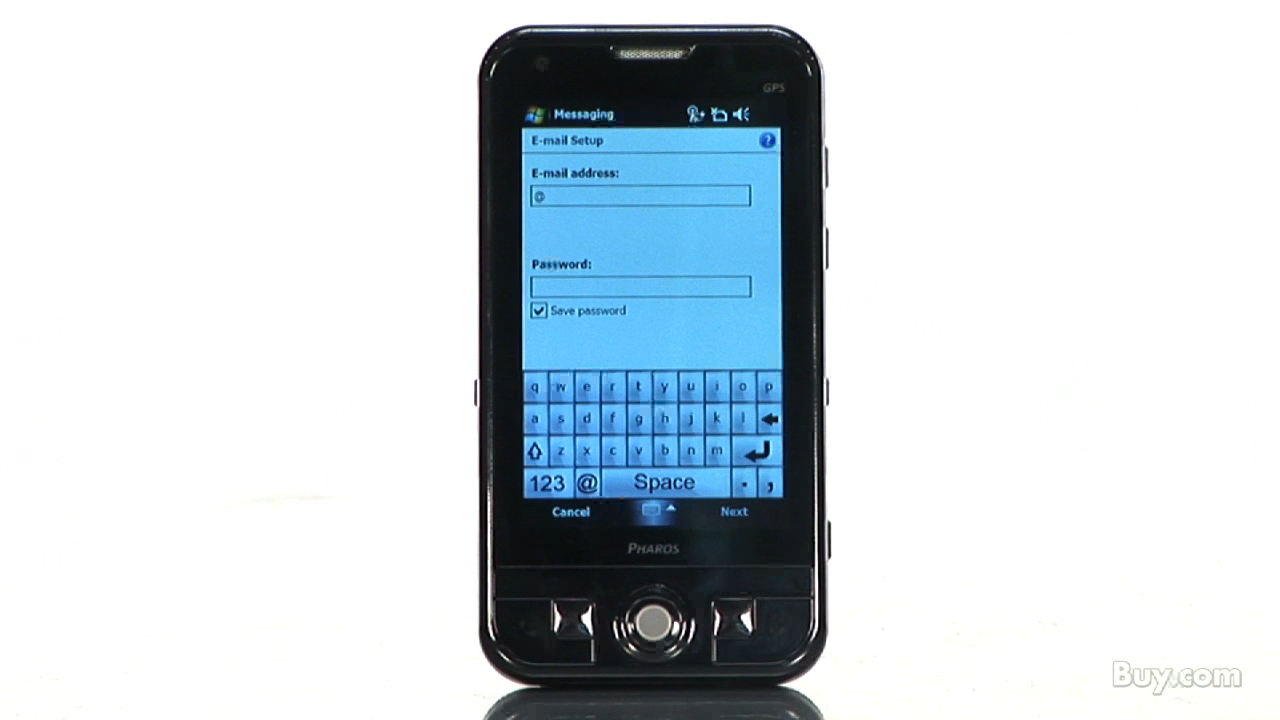 GPS
Messaging
E-mail Setup ?
E-mail address:
@
Password:
Save password
q w e r t y u i o p
a s d f g h j k l
z x c v b n m
123 @ Space . ,
Cancel Next
PHAROS
Buy.com